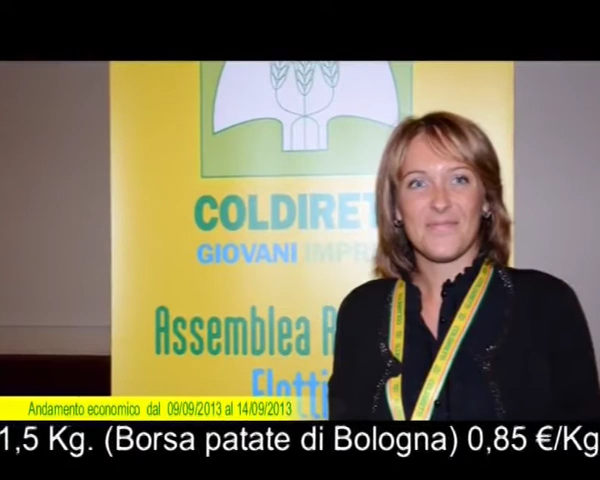 COLDIRET
GIOVANI IMPR
Assemblea
Eletti
Andamento economico dal 09/09/2013 al 14/09/2013
1,5 Kg. (Borsa patate di Bologna) 0,85 €/Kg